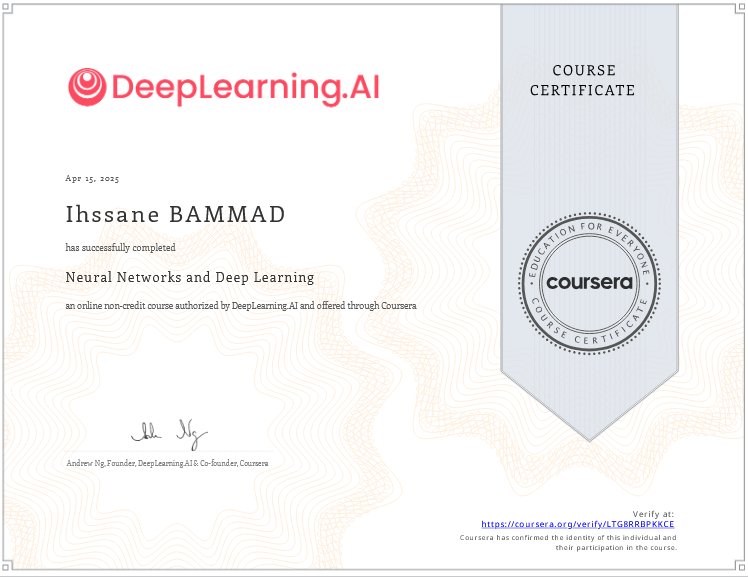 DeepLearning.AI
COURSE
CERTIFICATE
Apr 15, 2025
Ihssane BAMMAD
has successfully completed
Neural Networks and Deep Learning
an online non-credit course authorized by DeepLearning.AI and offered through Coursera
EDUCATION FOR EVERYONE
coursera
COURSE CERTIFICATE
Andrew Ng, Founder, DeepLearning.AI & Co-founder, Coursera
Verify at:
https://coursera.org/verify/LTG8RRBPKKCE
Coursera has confirmed the identity of this individual and
their participation in the course.